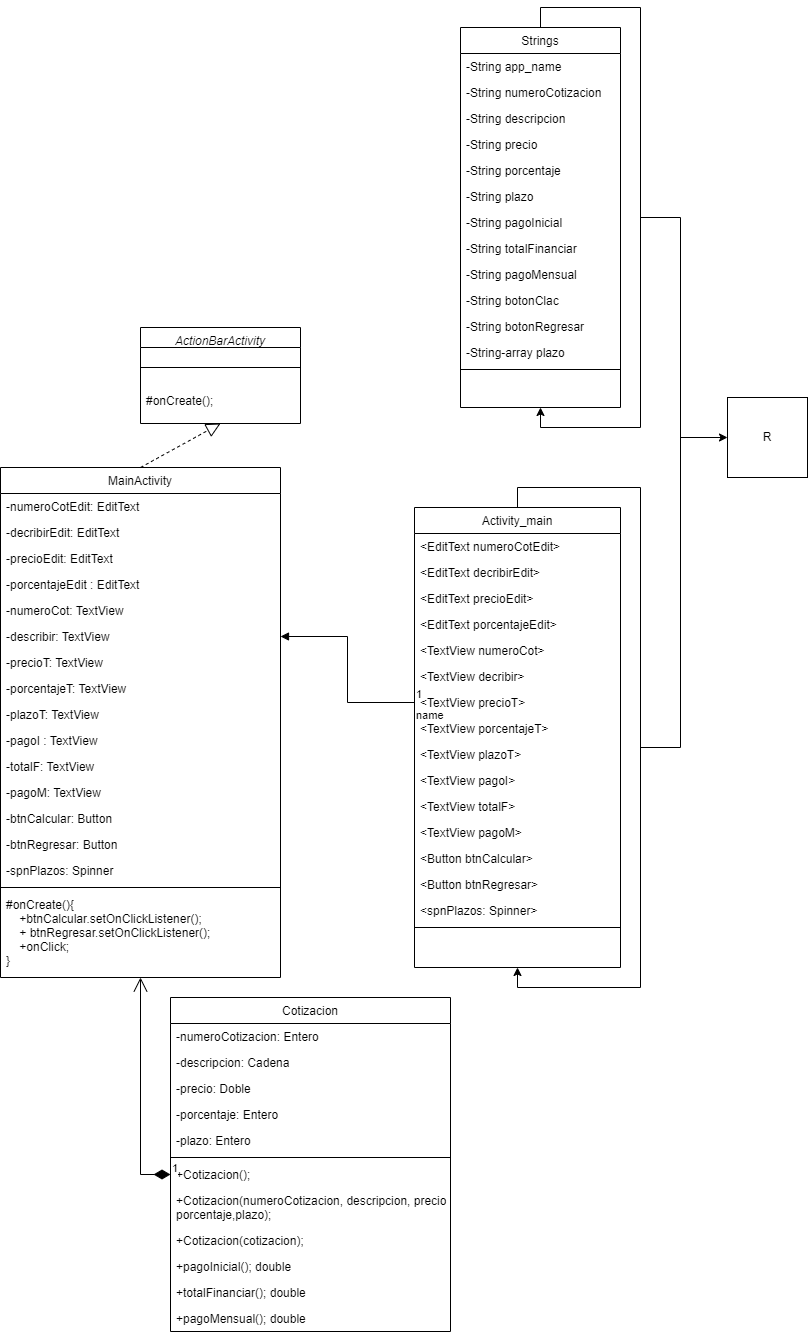 Strings
-String app_name
-String numeroCotizacion
-String descripcion
-String precio
-String porcentaje
-String plazo
-String pagoInicial
-String totalFinanciar
-String pagoMensual
-String botonClac
-String botonRegresar
-String-array plazo
ActionBarActivity
#onCreate();
R
MainActivity
-numeroCotEdit: EditText
-decribirEdit: EditText
-precioEdit: EditText
-porcentajeEdit : EditText
-numeroCot: TextView
-describir: TextView
-precioT: TextView
-porcentajeT: TextView
-plazoT: TextView
-pagoI : TextView
-totalF: TextView
-pagoM: TextView
-btnCalcular: Button
-btnRegresar: Button
-spnPlazos: Spinner
#onCreate(){
+btnCalcular.setOnClickListener();
+ btnRegresar.setOnClickListener();
+onClick;
}
Activity_main
<EditText numeroCotEdit>
<EditText decribirEdit>
<EditText precioEdit>
<EditText porcentajeEdit>
<TextView numeroCot>
<TextView decribir>
1
<TextView precioT>
name
<TextView porcentajeT>
<TextView plazoT>
<TextView pagoI>
<TextView totalF>
<TextView pagoM>
<Button btnCalcular>
<Button btnRegresar>
<spnPlazos: Spinner>
Cotizacion
-numeroCotizacion: Entero
-descripcion: Cadena
-precio: Doble
-porcentaje: Entero
-plazo: Entero
1
+Cotizacion();
+Cotizacion(numeroCotizacion, descripcion, precio
porcentaje,plazo);
+Cotizacion(cotizacion);
+pagoInicial(); double
+totalFinanciar(); double
+pagoMensual(); double